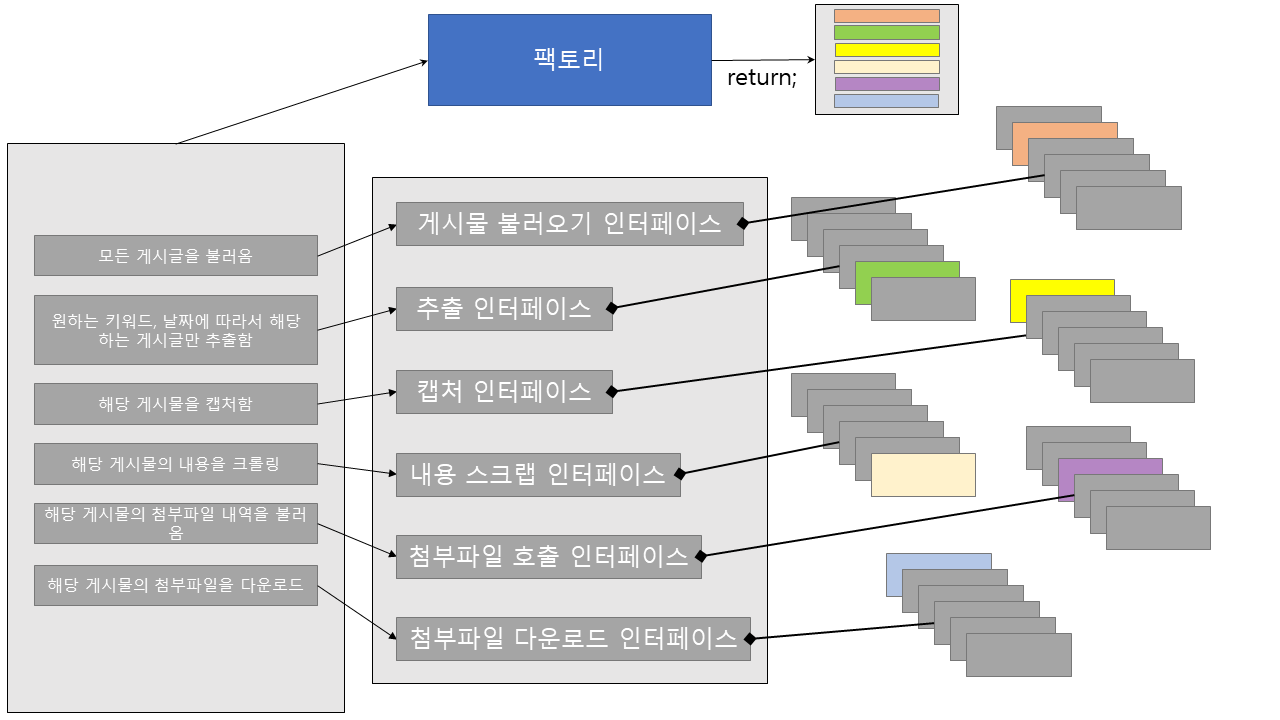 팩토리
return;
모든 게시글을 불러옴
원하는 키워드, 날짜에 따라서 해당
하는 게시글만 추출함
해당 게시물을 캡처함
해당 게시물의 내용을 크롤링
해당 게시물의 첨부파일 내역을 불러
옴
해당 게시물의 첨부파일을 다운로드
게시물 불러오기 인터페이스
추출 인터페이스
캡처 인터페이스
내용 스크랩 인터페이스
첨부파일 호출 인터페이스
첨부파일 다운로드 인터페이스